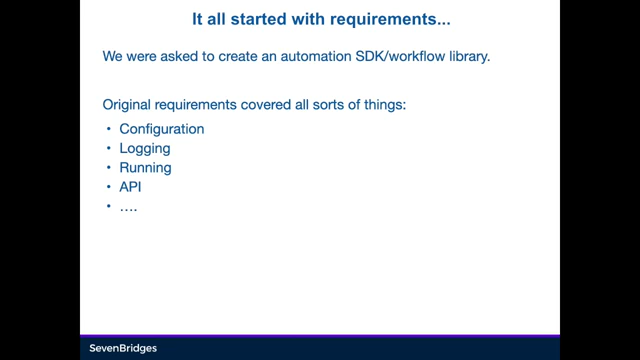 It all started with requirements...
We were asked to create an automation SDK/workflow library.
Original requirements covered all sorts of things:
• Configuration
• Logging
• Running
• API
• ….
SevenBridges